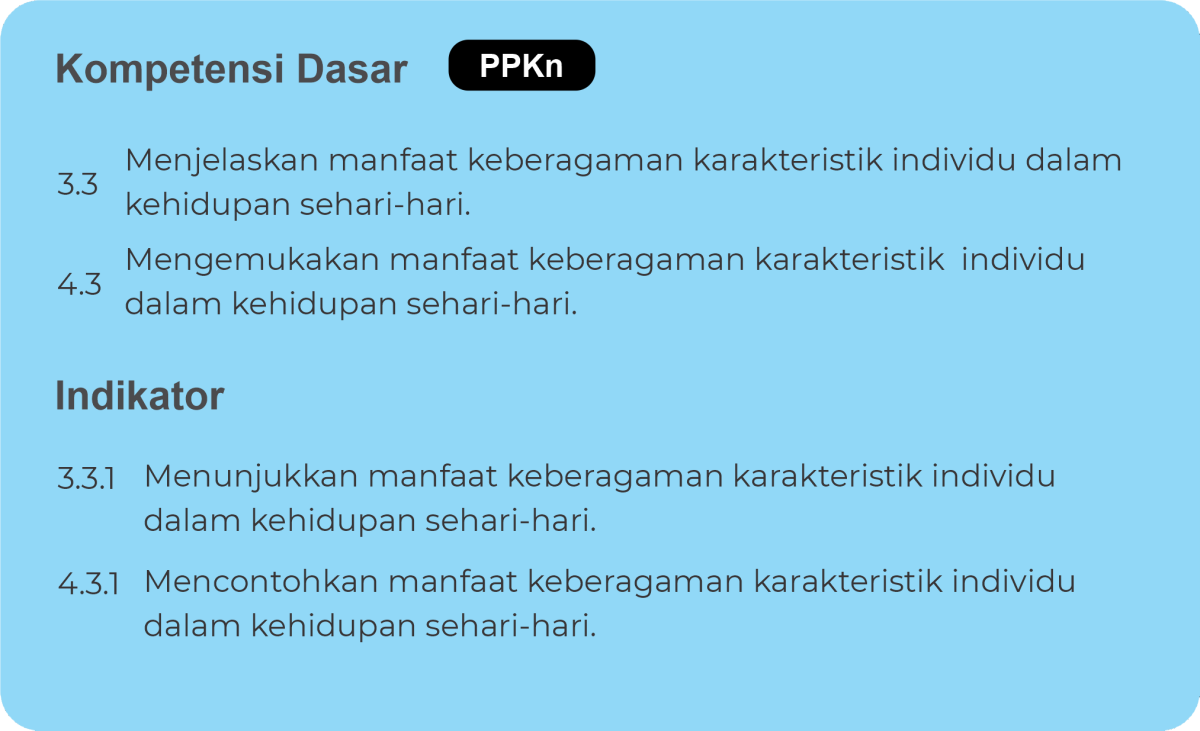 Kompetensi Dasar PPKn
3.3 Menjelaskan manfaat keberagaman karakteristik individu dalam
kehidupan sehari-hari.
4.3 Mengemukakan manfaat keberagaman karakteristik individu
dalam kehidupan sehari-hari.
Indikator
3.3.1 Menunjukkan manfaat keberagaman karakteristik individu
dalam kehidupan sehari-hari.
4.3.1 Mencontohkan manfaat keberagaman karakteristik individu
dalam kehidupan sehari-hari.